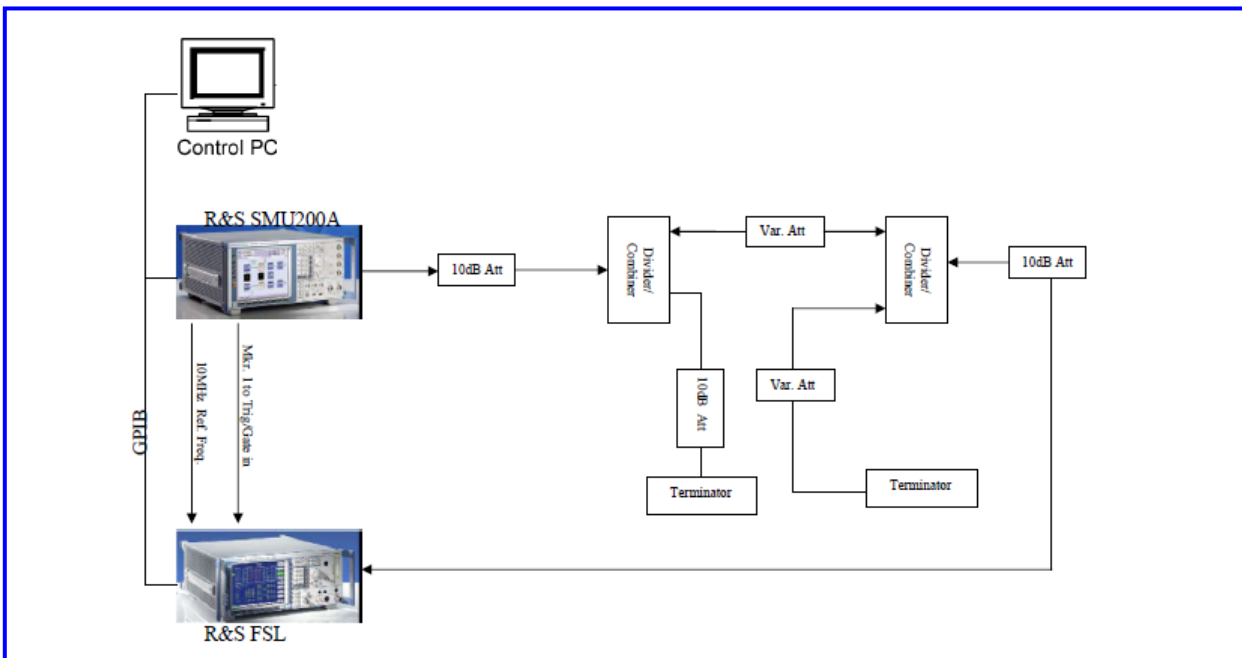 Control PC
R&S SMU200A
10dB Att
Divider/
Combiner
Var. Att
Divider/
Combiner
10dB Att
Mkr. 1 to Trig/Gate in
10MHz Ref. Freq.
GPIB
10dB Att
Var. Att
Terminator
Terminator
R&S FSL